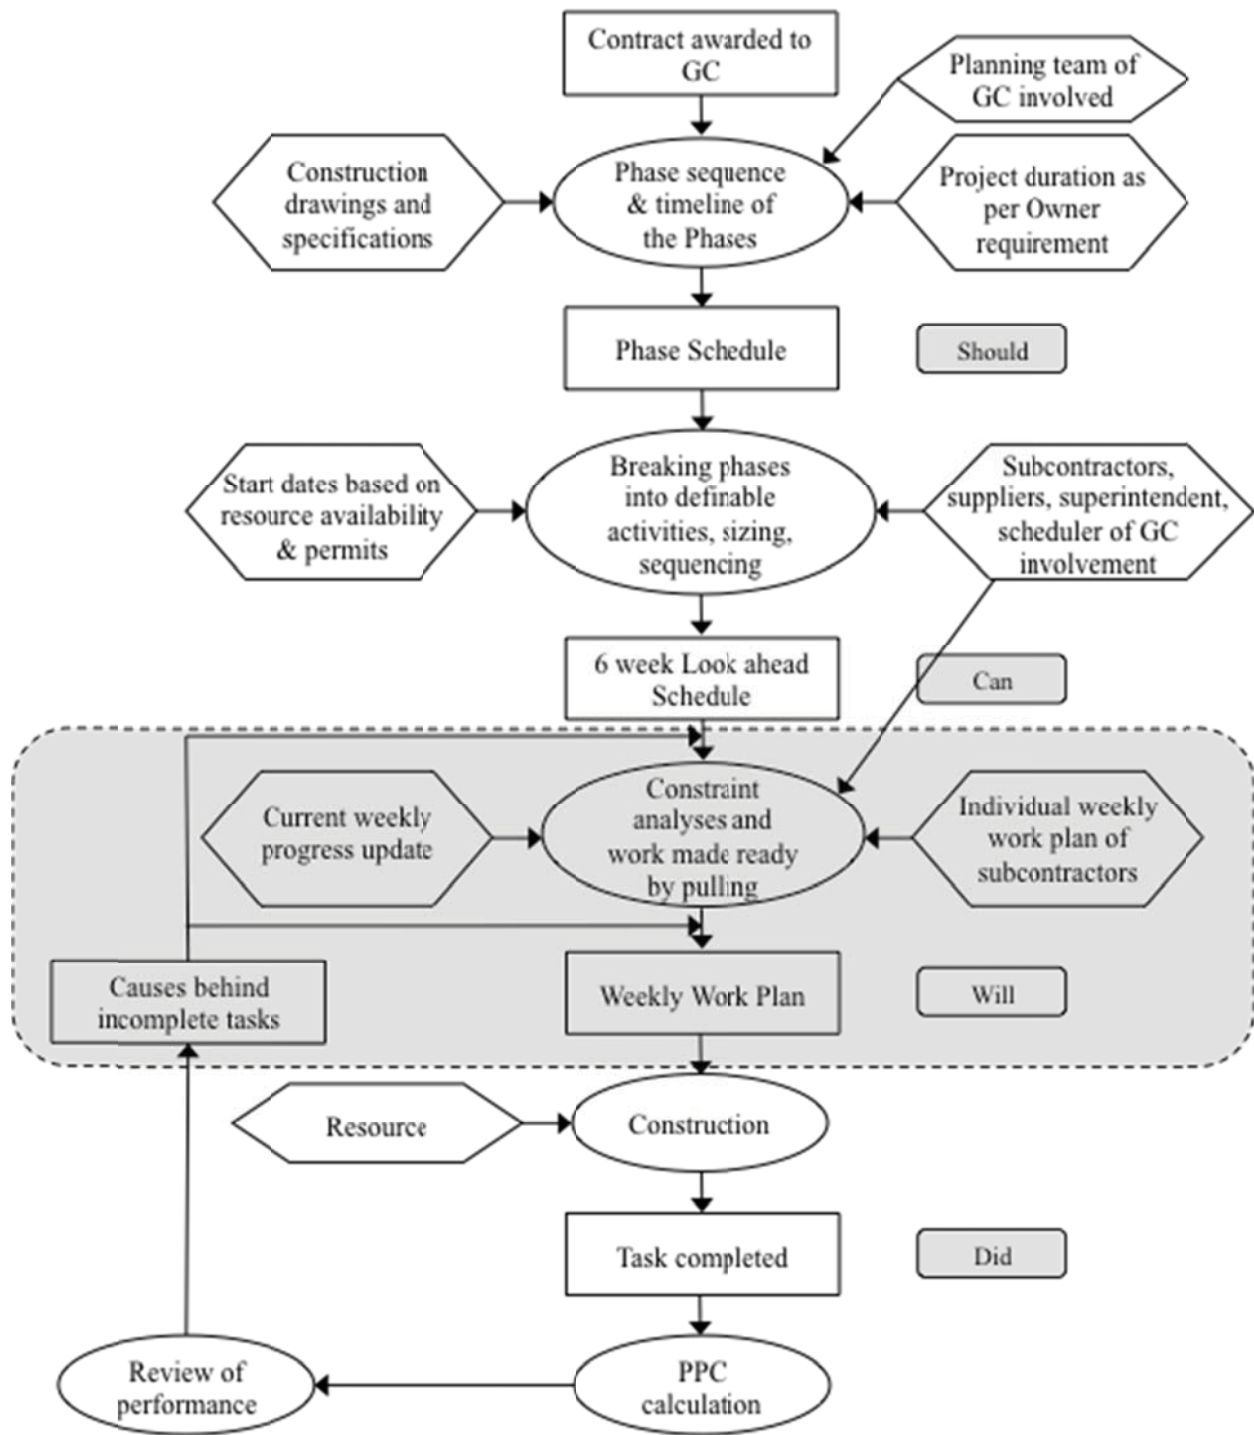 Contract awarded to
GC
Planning team of
GC involved
Construction
drawings and
specifications
Phase sequence
& timeline of
the Phases
Project duration as
per Owner
requirement
Phase Schedule
Should
Start dates based on
resource availability
& permits
Breaking phases
into definable
activities, sizing,
sequencing
Subcontractors,
suppliers, superintendent,
scheduler of GC
involvement
6 week Look ahead
Schedule
Can
Current weekly
progress update
Constraint
analyses and
work made ready
by pulling
Individual weekly
work plan of
subcontractors
Causes behind
incomplete tasks
Weekly Work Plan
Will
Resource
Construction
Task completed
Did
Review of
performance
PPC
calculation